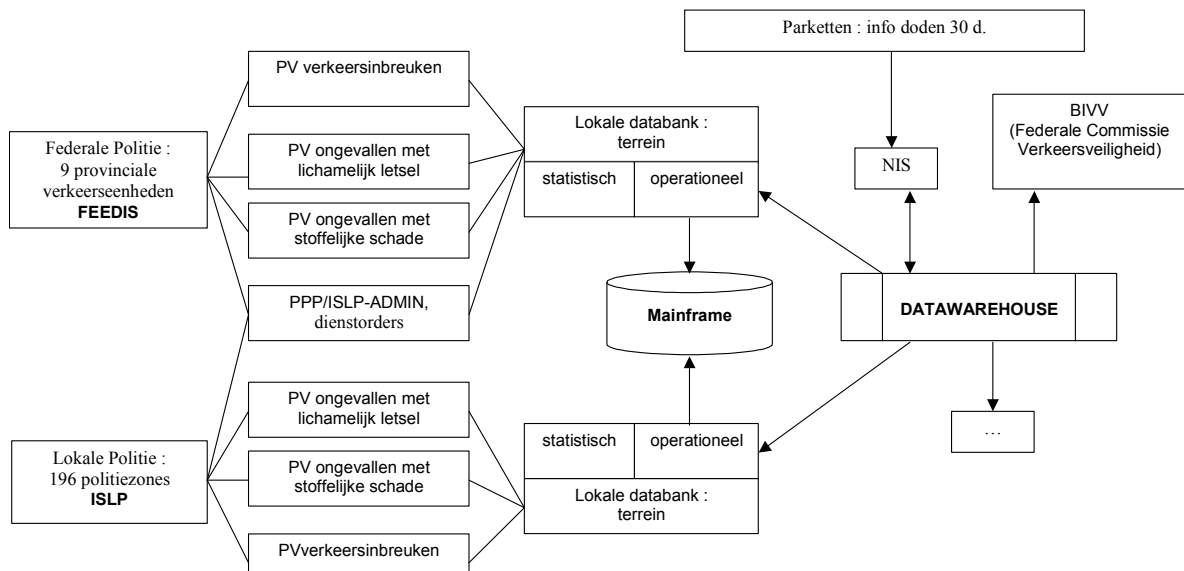 Parketten : info doden 30 d.
PV verkeersinbreuken
BIVV
(Federale Commissie
Verkeersveiligheid)
Federale Politie :
9 provinciale
verkeerseenheden
FEEDIS
PV ongevallen met
lichamelijk letsel
Lokale databank :
terrein
statistisch
operationeel
NIS
PV ongevallen met
stoffelijke schade
PPP/ISLP-ADMIN,
dienstorders
Mainframe
DATAWAREHOUSE
PV ongevallen met
lichamelijk letsel
...
Lokale Politie :
196 politiezones
ISLP
PV ongevallen met
stoffelijke schade
statistisch
operationeel
Lokale databank :
terrein
PVverkeersinbreuken